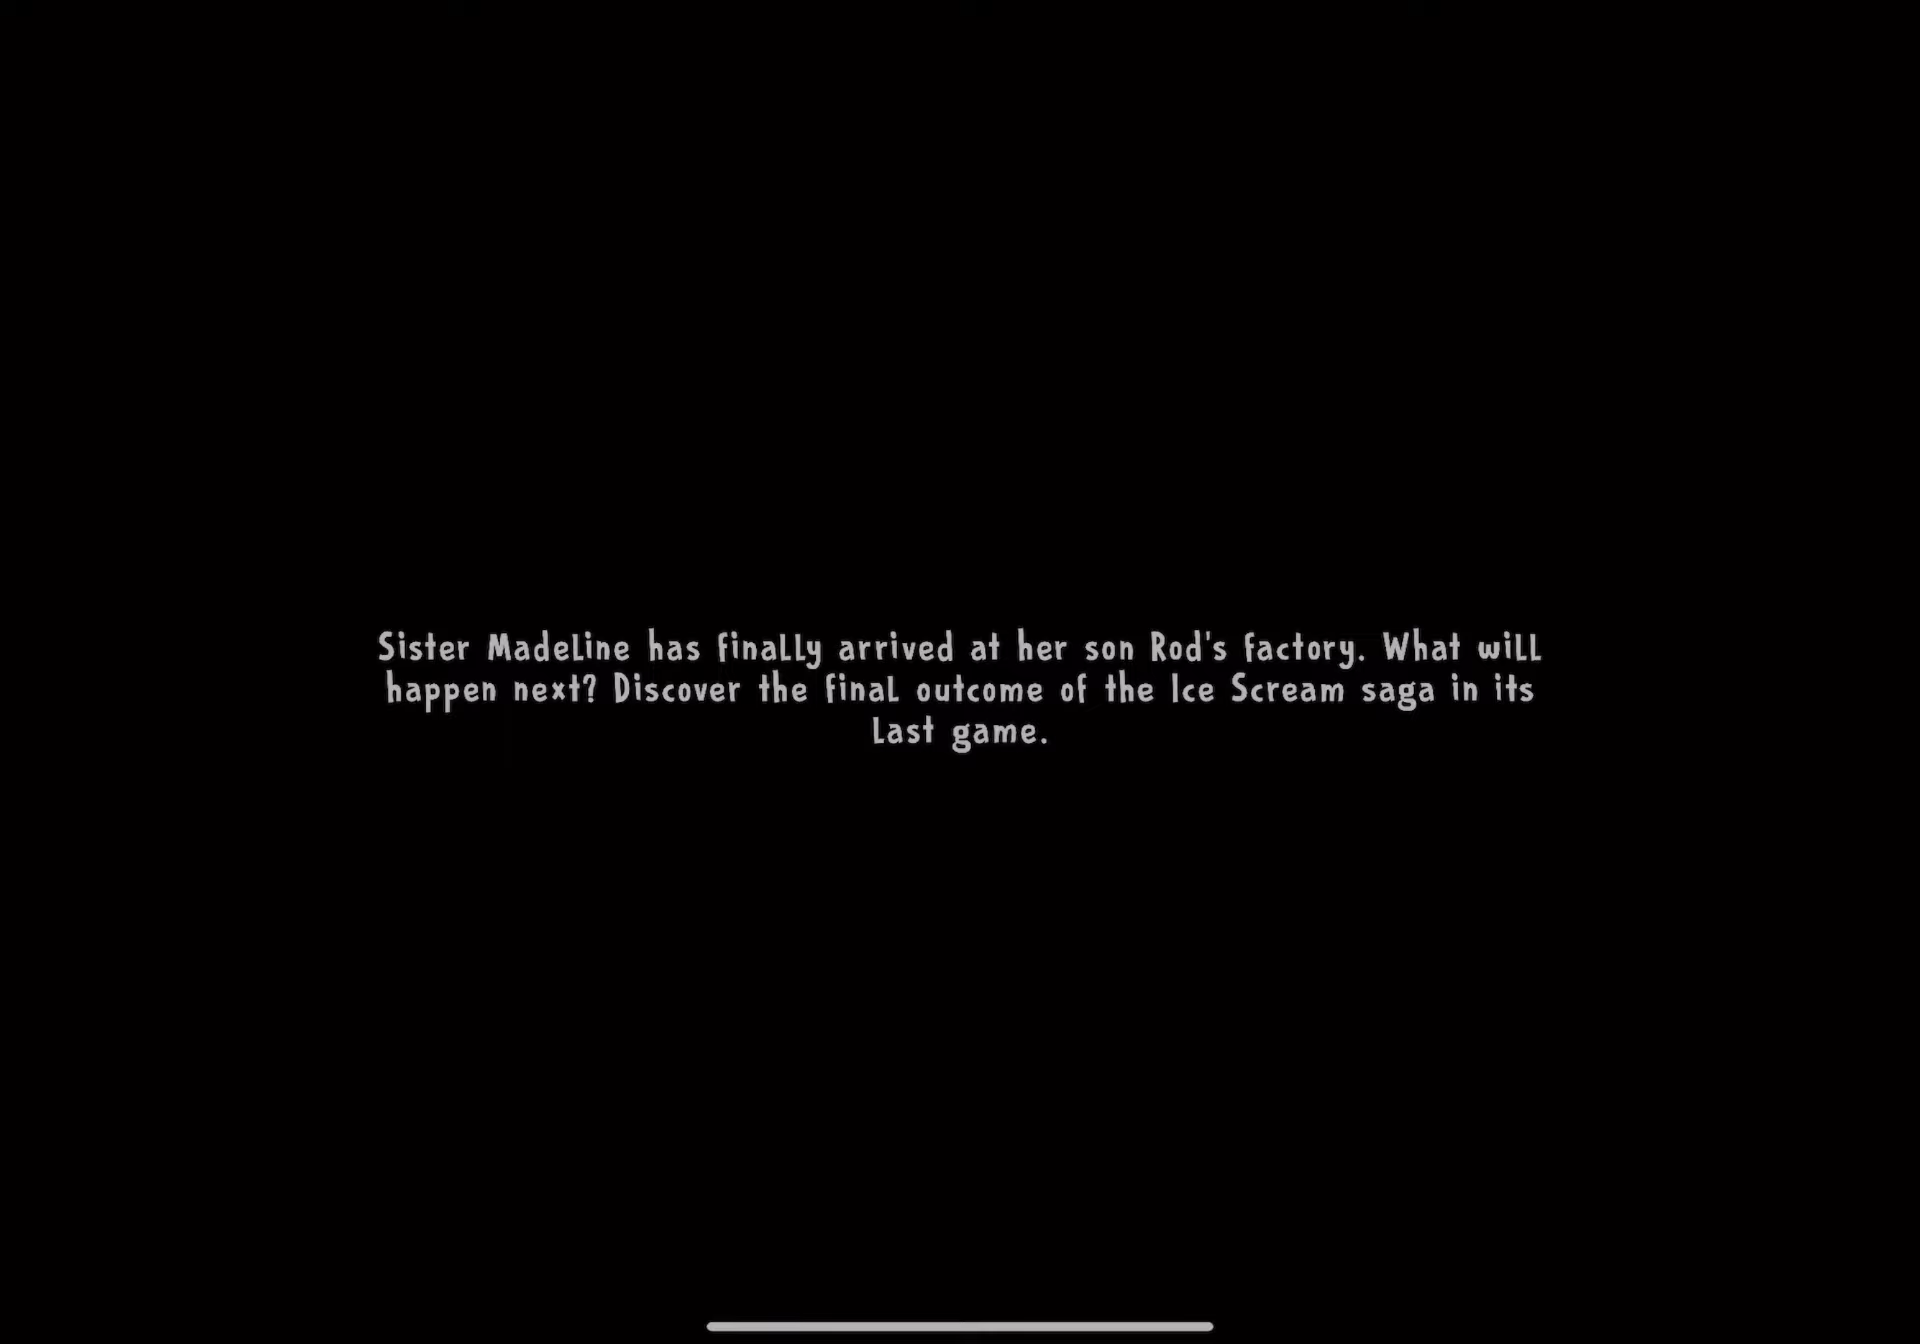 Sister Madeline has finally arrived at her son Rod's factory. What will
happen next? Discover the final outcome of the Ice Scream saga in its
last game.